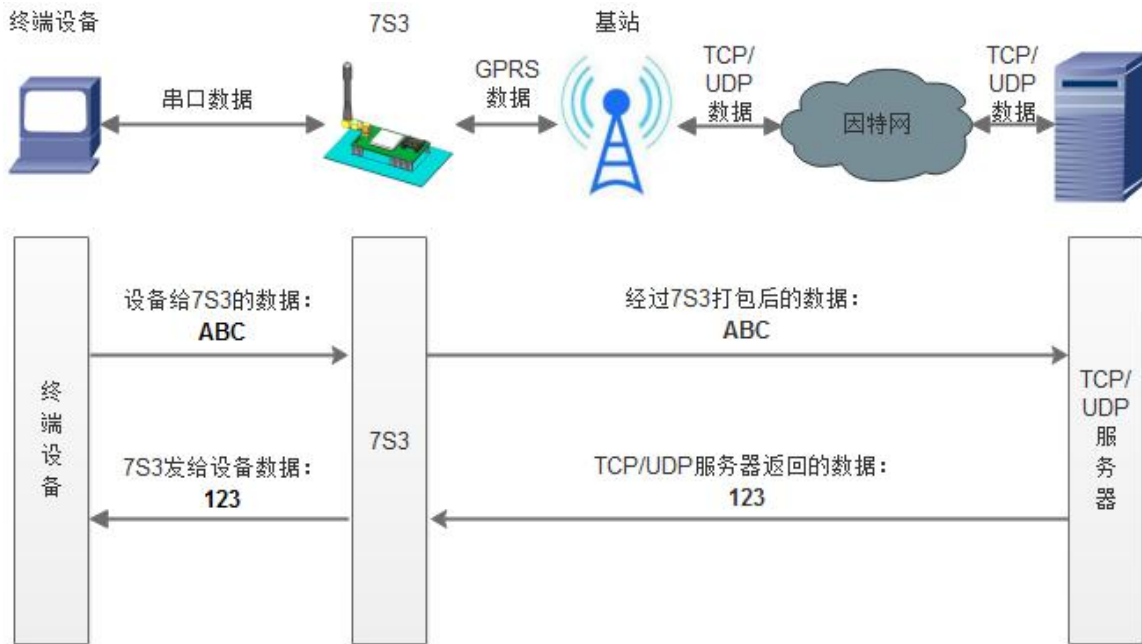 终端设备
7S3
基站
串口数据
GPRS
数据
TCP/
UDP
数据
因特网
TCP/
UDP
数据
设备给7S3的数据：
ABC
经过7S3打包后的数据：
ABC
终
端
设
备
7S3
TCP/
UDP
服
务
器
7S3发给设备数据：
123
TCP/UDP服务器返回的数据：
123